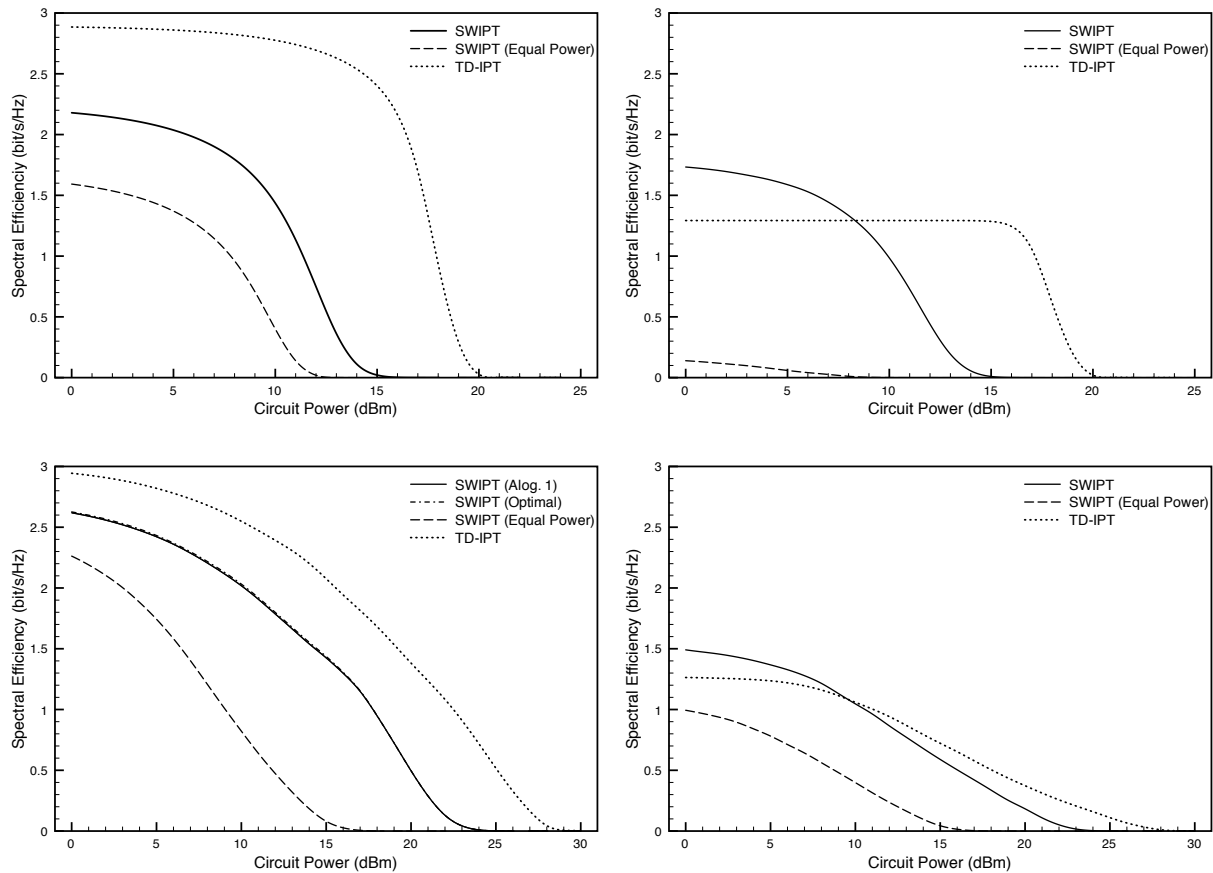 3
2.5
2
1.5
1
0.5
0
Spectral Efficienciy (bit/s/Hz)
SWIPT
SWIPT (Equal Power)
TD-IPT
0 5 10 15 20 25
Circuit Power (dBm)
3
2.5
2
1.5
1
0.5
0
Spectral Efficiency (bit/s/Hz)
SWIPT
SWIPT (Equal Power)
TD-IPT
0 5 10 15 20 25
Circuit Power (dBm)
3
2.5
2
1.5
1
0.5
0
Spectral Efficiency (bit/s/Hz)
SWIPT (Alog. 1)
SWIPT (Optimal)
SWIPT (Equal Power)
TD-IPT
0 5 10 15 20 25 30
Circuit Power (dBm)
3
2.5
2
1.5
1
0.5
0
Spectral Efficiency (bit/s/Hz)
SWIPT
SWIPT (Equal Power)
TD-IPT
0 5 10 15 20 25 30
Circuit Power (dBm)